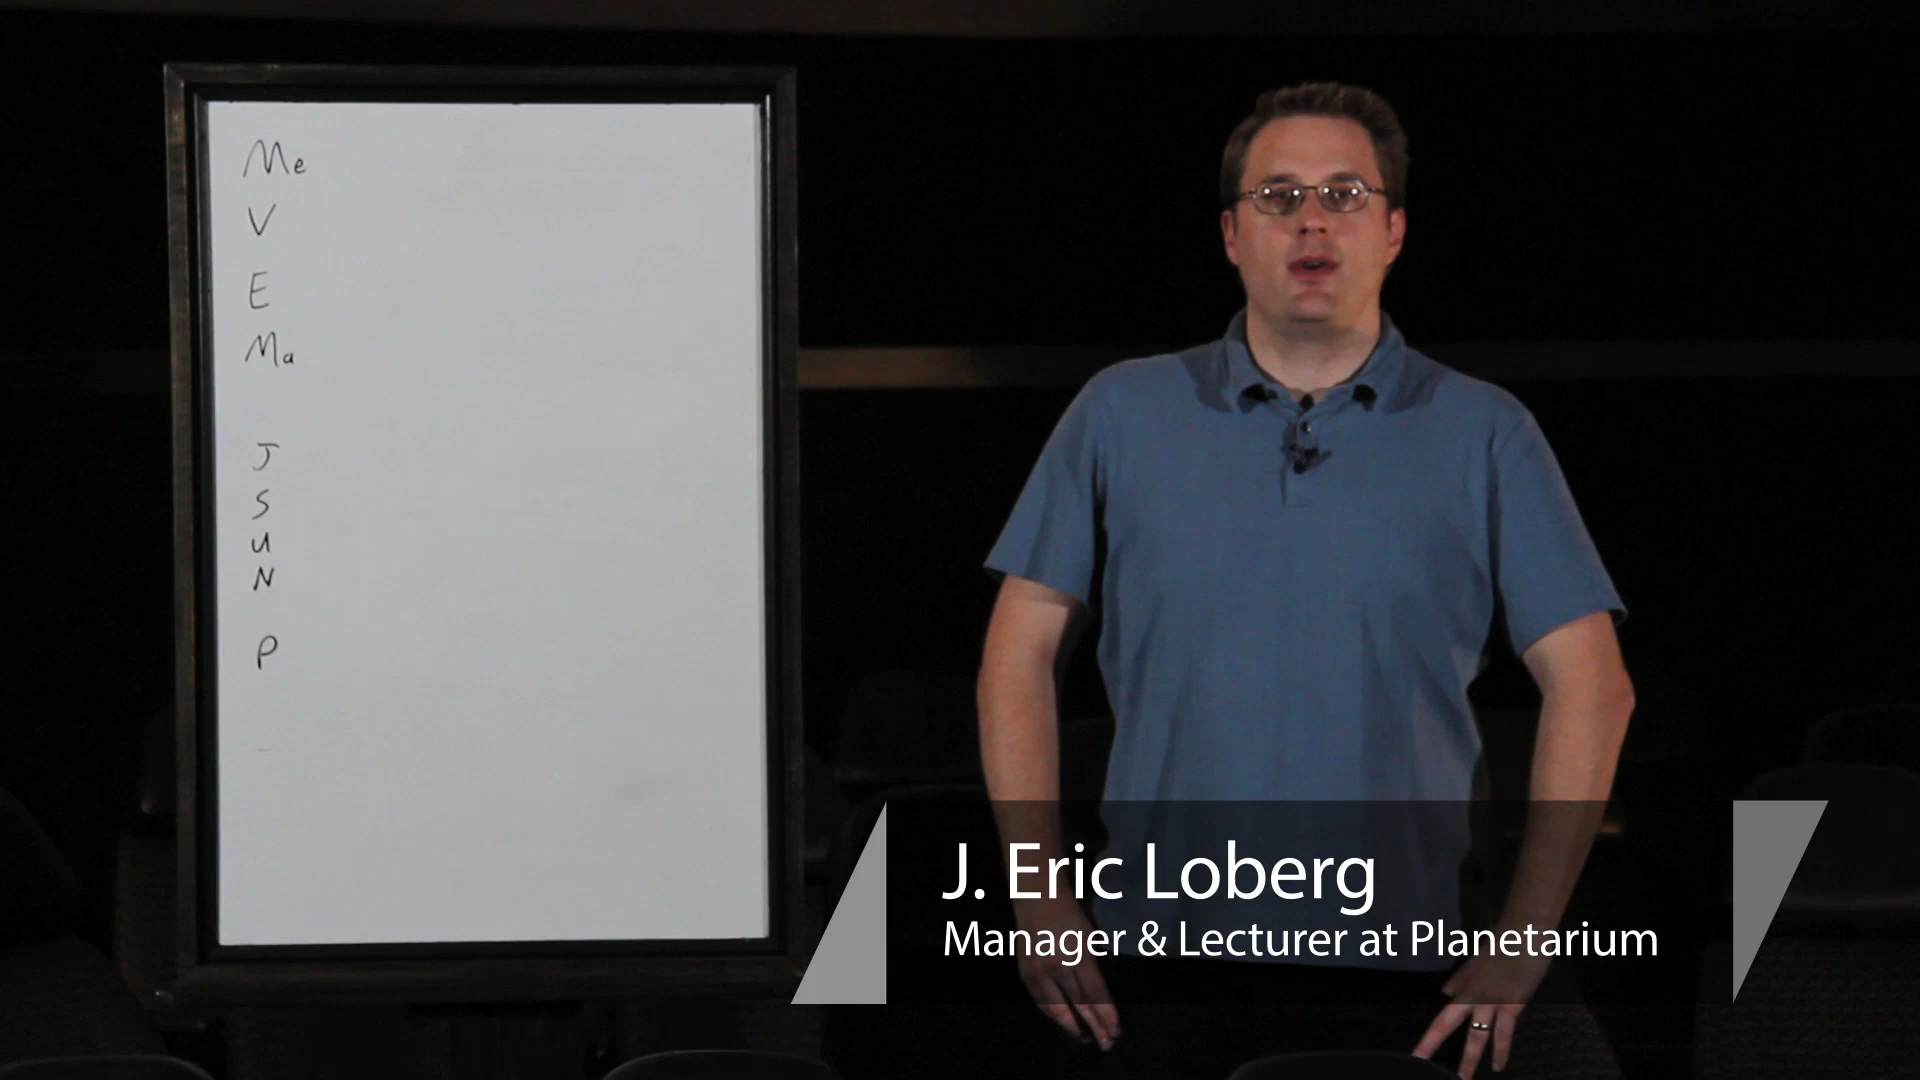 Me
V
E
Ma
J
S
U
N
P
J. Eric Loberg
Manager & Lecturer at Planetarium